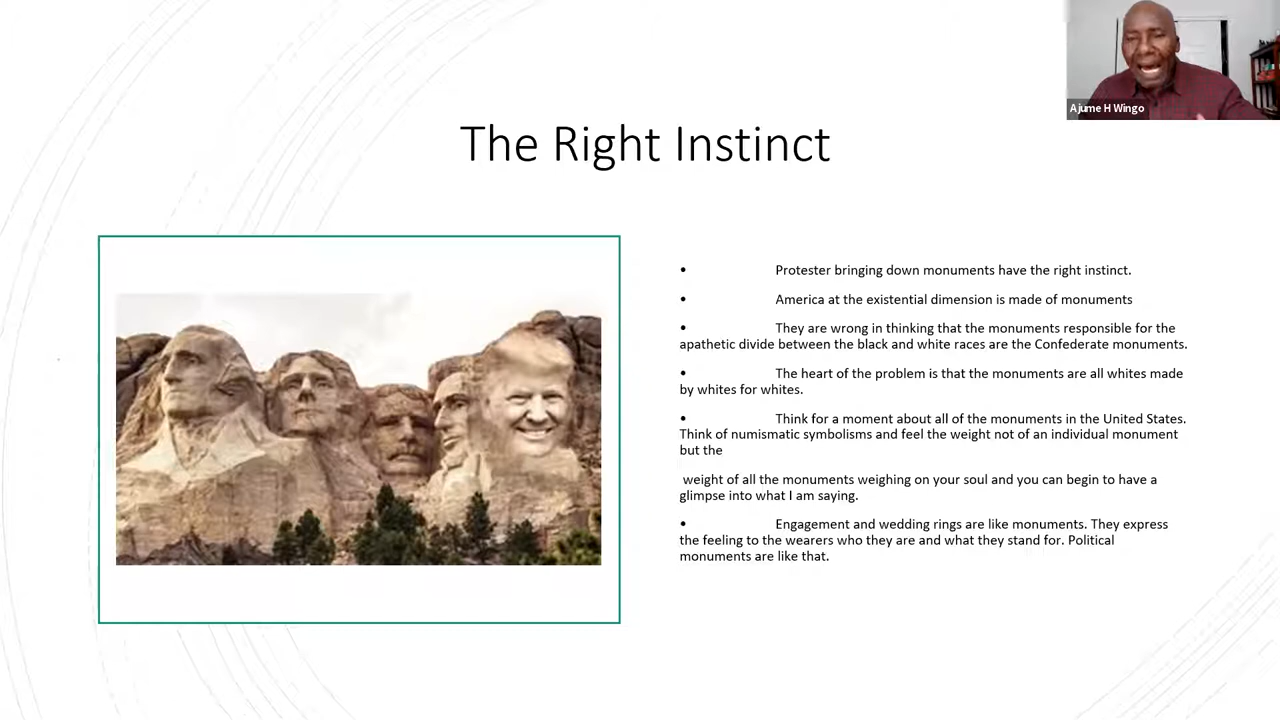 Ajume H Wingo
The Right Instinct
• Protester bringing down monuments have the right instinct.
• America at the existential dimension is made of monuments
• They are wrong in thinking that the monuments responsible for the
apathetic divide between the black and white races are the Confederate monuments.
• The heart of the problem is that the monuments are all whites made
by whites for whites.
• Think for a moment about all of the monuments in the United States.
Think of numismatic symbolisms and feel the weight not of an individual monument
but the
weight of all the monuments weighing on your soul and you can begin to have a
glimpse into what I am saying.
• Engagement and wedding rings are like monuments. They express
the feeling to the wearers who they are and what they stand for. Political
monuments are like that.